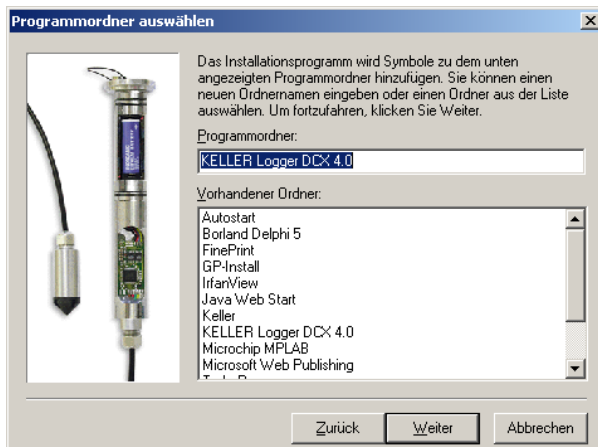 Programmordner auswählen
Das Installationsprogramm wird Symbole zu dem unten
angezeigten Programmordner hinzufügen. Sie können einen
neuen Ordnernamen eingeben oder einen Ordner aus der Liste
auswählen. Um fortzufahren, klicken Sie Weiter.
Programmordner:
KELLER Logger DCX 4.0
Vorhandener Ordner:
Autostart
Borland Delphi 5
FinePrint
GP-Install
IrfanView
Java Web Start
Keller
KELLER Logger DCX 4.0
Microchip MPLAB
Microsoft Web Publishing
Zurück Weiter Abbrechen